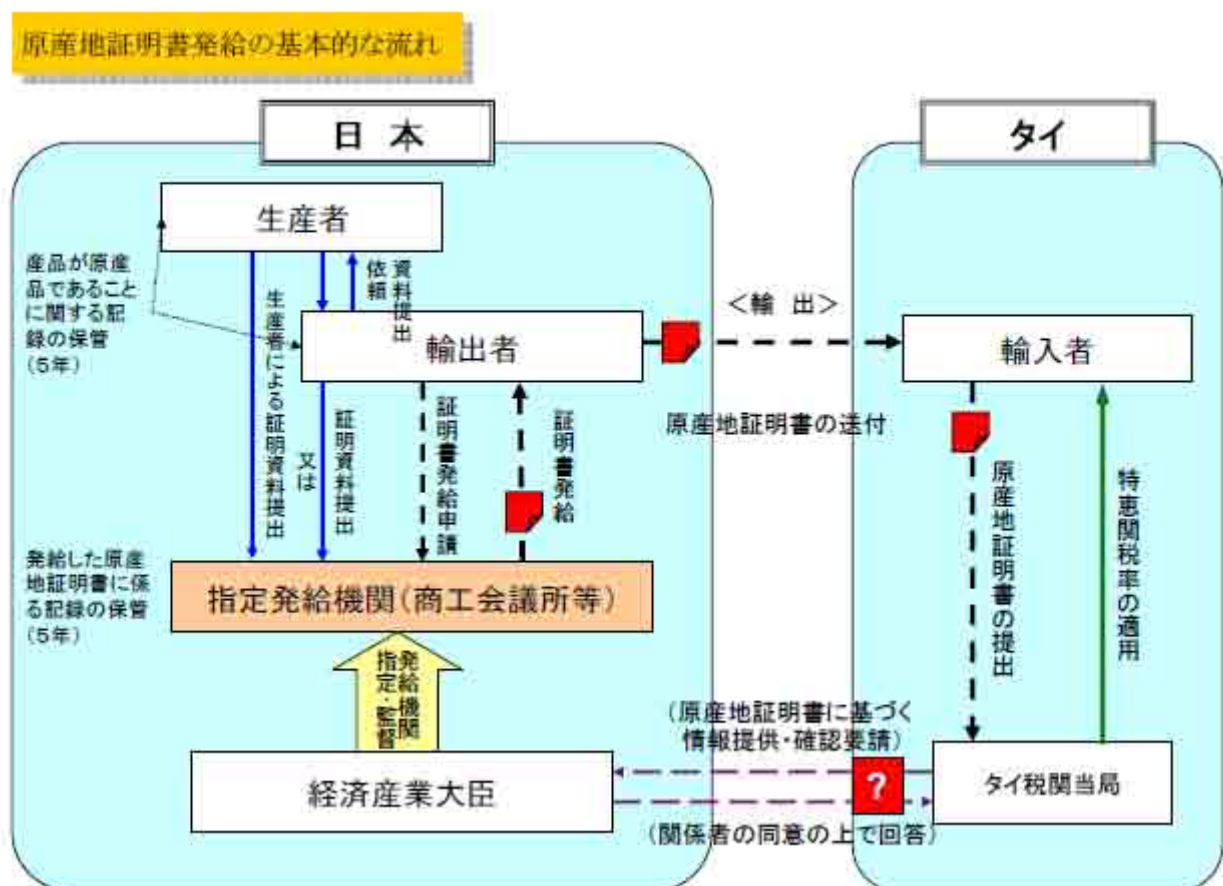 原産地証明書発給の基本的な流れ
日 本
タイ
生産者
産品が原産
品であること
に関する記
録の保管
(5年)
資料提出
依頼
<輸 出>
輸出者
輸入者
原産地証明書の送付
生産者による証明資料提出
又は
証明資料提出
証明書発給申請
証明書発給
原産地証明書の提出
特恵関税率の適用
発給した原産
地証明書に係
る記録の保管
(5年)
指定発給機関(商工会議所等)
発給機関
指定・監督
(原産地証明書に基づく
情報提供・確認要請)
経済産業大臣
?
タイ税関当局
(関係者の同意の上で回答)